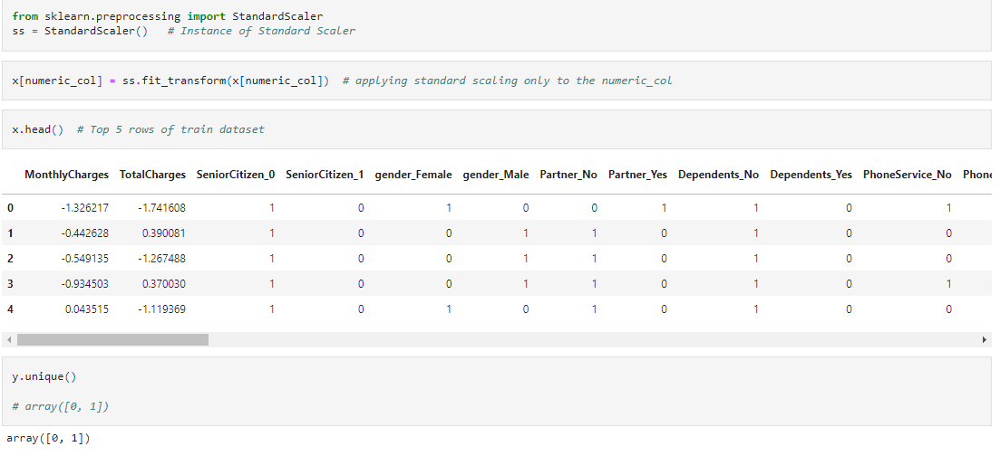 from sklearn.preprocessing import StandardScaler
ss = StandardScaler()   # Instance of Standard Scaler
x[numeric_col] = ss.fit_transform(x[numeric_col])  # applying standard scaling only to the numeric_col
x.head()  # Top 5 rows of train dataset
MonthlyCharges TotalCharges SeniorCitizen_0 SeniorCitizen_1 gender_Female gender_Male Partner_No Partner_Yes Dependents_No Dependents_Yes PhoneService_No Phone
0 -1.326217 -1.741608 1 0 1 0 0 1 1 0 1
1 -0.442628 0.390081 1 0 0 1 1 0 1 0 0
2 -0.549135 -1.267488 1 0 0 1 1 0 1 0 0
3 -0.934503 0.370030 1 0 0 1 1 0 1 0 1
4 0.043515 -1.119369 1 0 1 0 1 0 1 0 0
y.unique()
# array([0, 1])
array([0, 1])